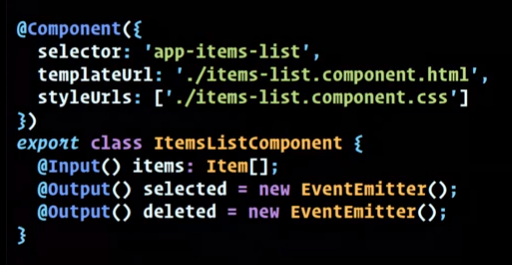 @Component({
  selector: 'app-items-list',
  templateUrl: './items-list.component.html',
  styleUrls: ['./items-list.component.css']
})
export class ItemsListComponent {
  @Input() items: Item[];
  @Output() selected = new EventEmitter();
  @Output() deleted = new EventEmitter();
}